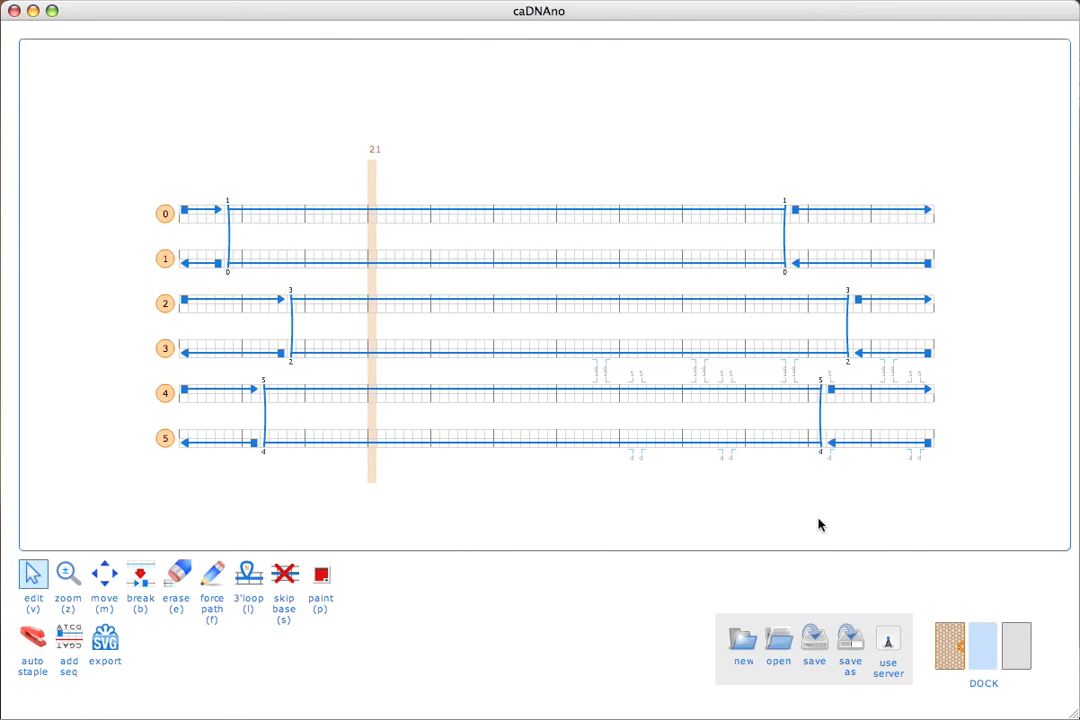 caDNAno
21
1 1
0
0 0
1
3 3
2
3
2 2
5 5
4
5
4 4
edit (v)
zoom (z)
move (m)
break (b)
erase (e)
force path (f)
3'loop (l)
skip base (s)
paint (p)
ATCG
SVG
auto staple
add seq
export
new
open
save
save as
use server
DOCK